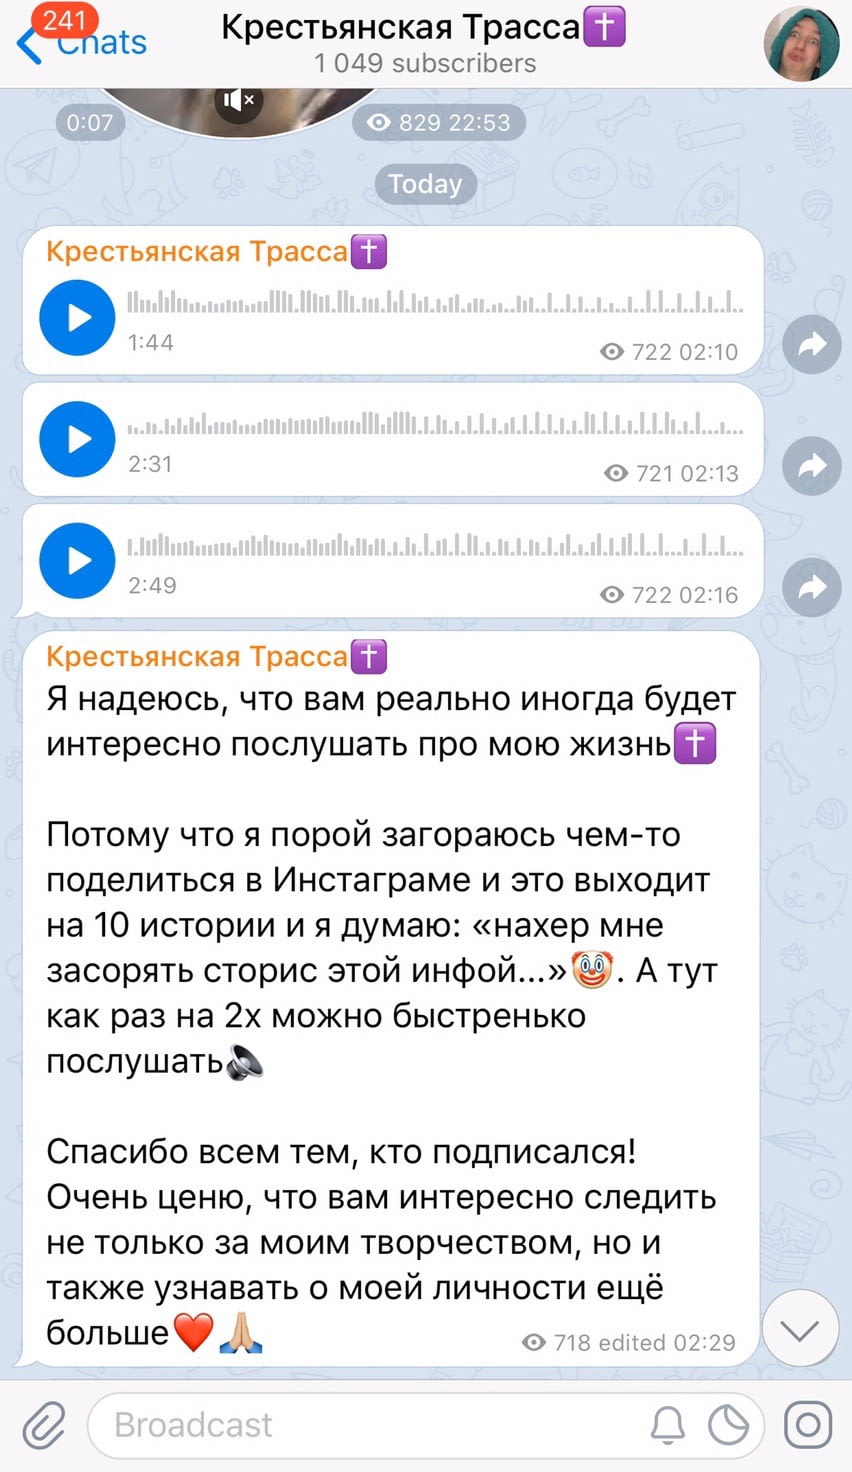 241
Chats
Крестьянская Трасса✝️
1 049 subscribers
0:07
829 22:53
Today
Крестьянская Трасса✝️
1:44
722 02:10
2:31
721 02:13
2:49
722 02:16
Крестьянская Трасса✝️
Я надеюсь, что вам реально иногда будет
интересно послушать про мою жизнь✝️
Потому что я порой загораюсь чем-то
поделиться в Инстаграме и это выходит
на 10 истории и я думаю: «нахер мне
засорять сторис этой инфой...»🤡. А тут
как раз на 2х можно быстренько
послушать🔈
Спасибо всем тем, кто подписался!
Очень ценю, что вам интересно следить
не только за моим творчеством, но и
также узнавать о моей личности ещё
больше❤️🙏🏼
718 edited 02:29
Broadcast